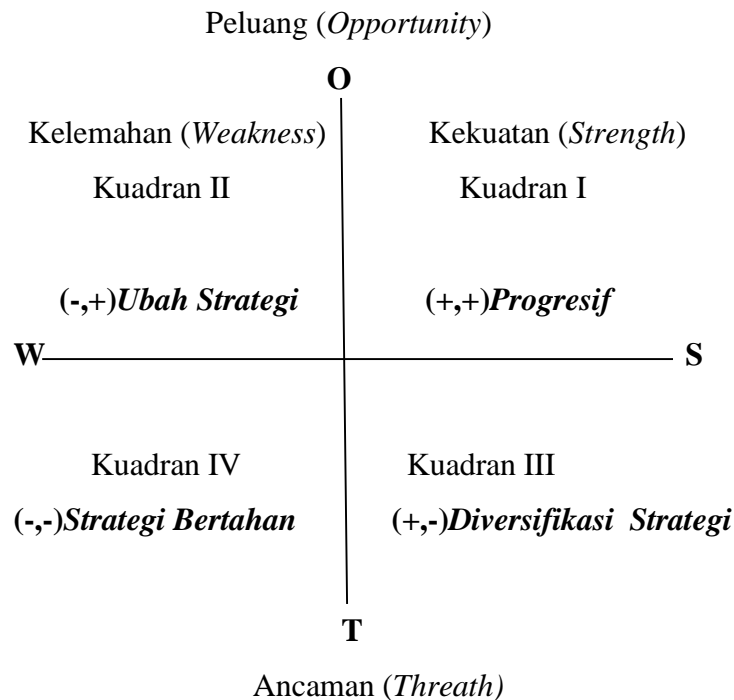 Peluang (Opportunity)
O
Kelemahan (Weakness) Kekuatan (Strength)
Kuadran II Kuadran I
(-,+)Ubah Strategi (+,+)Progresif
W S
Kuadran IV Kuadran III
(-,-)Strategi Bertahan (+,-)Diversifikasi Strategi
T
Ancaman (Threath)